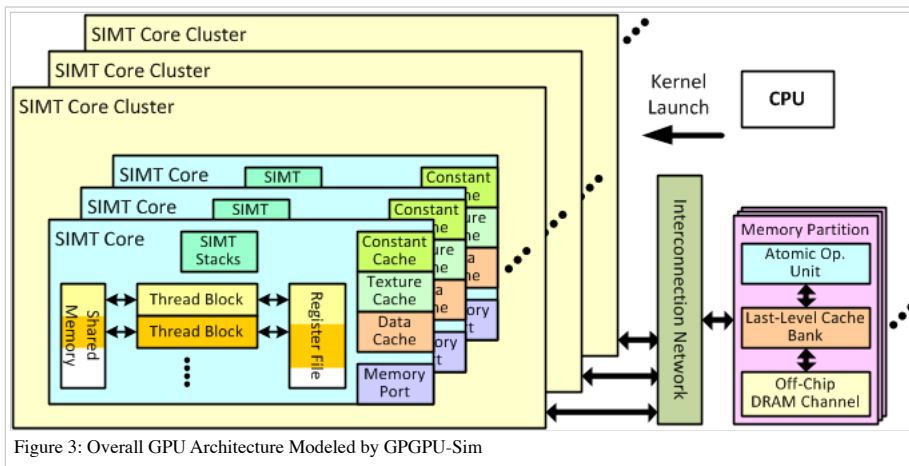 SIMT Core Cluster
SIMT Core Cluster
SIMT Core Cluster
Kernel
Launch
CPU
SIMT Core
SIMT
Constant
SIMT Core
SIMT
Constant
SIMT Core
SIMT
Stacks
Constant
Cache
Texture
Cache
Data
Cache
Memory
Port
Shared
Memory
Thread Block
Thread Block
Register File
Interconnection Network
Memory Partition
Atomic Op.
Unit
Last-Level Cache
Bank
Off-Chip
DRAM Channel
Figure 3: Overall GPU Architecture Modeled by GPGPU-Sim